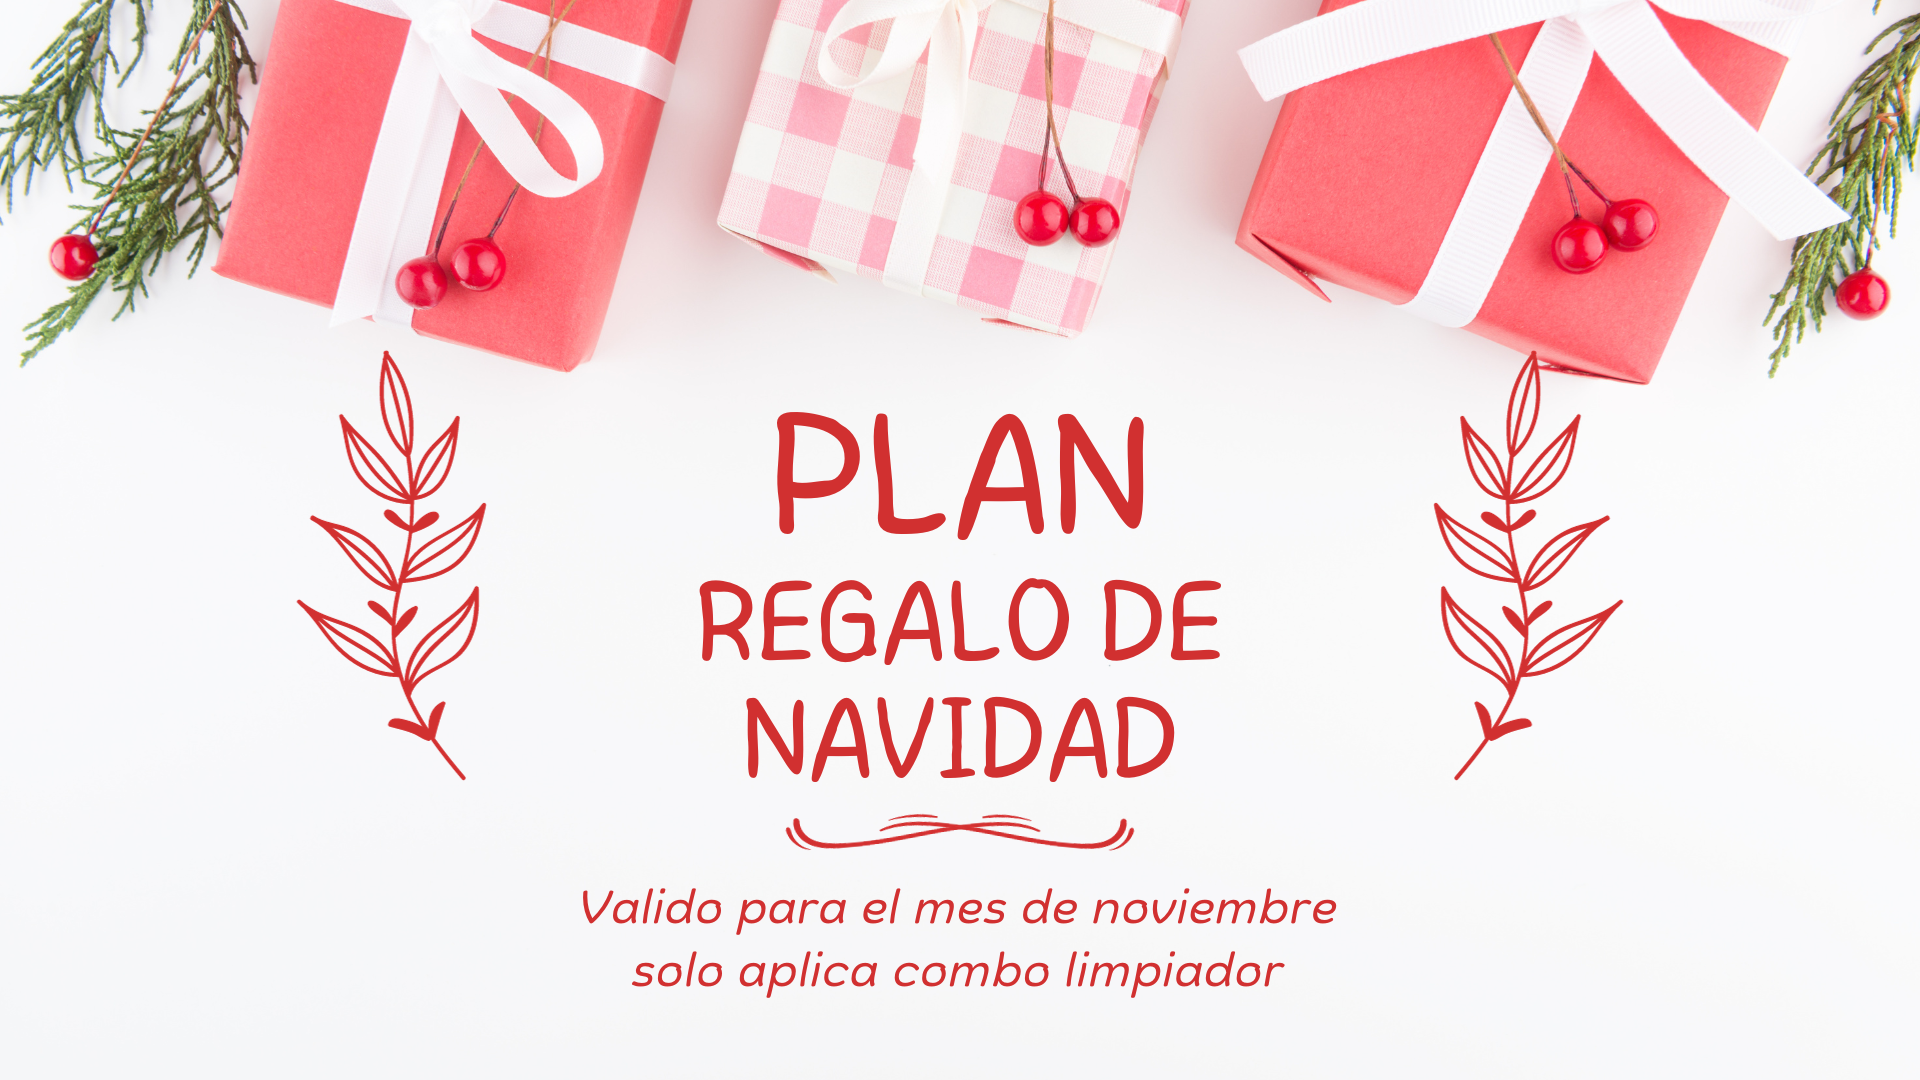 PLAN
REGALO DE
NAVIDAD
Valido para el mes de noviembre
solo aplica combo limpiador